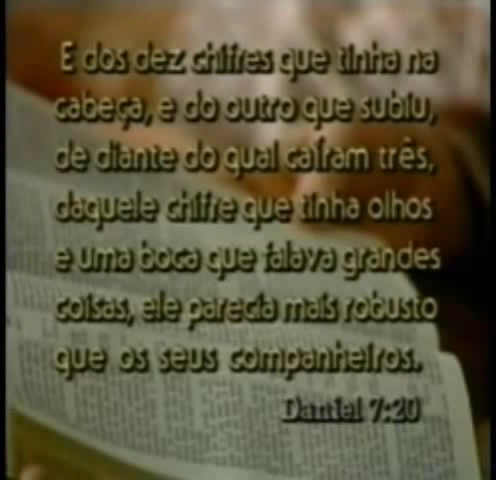 E dos dez chifres que tinha na
cabeça, e do outro que subiu,
de diante do qual caíram três,
daquele chifre que tinha olhos
e uma boca que falava grandes
coisas, ele parecia mais robusto
que os seus companheiros.
Daniel 7:20